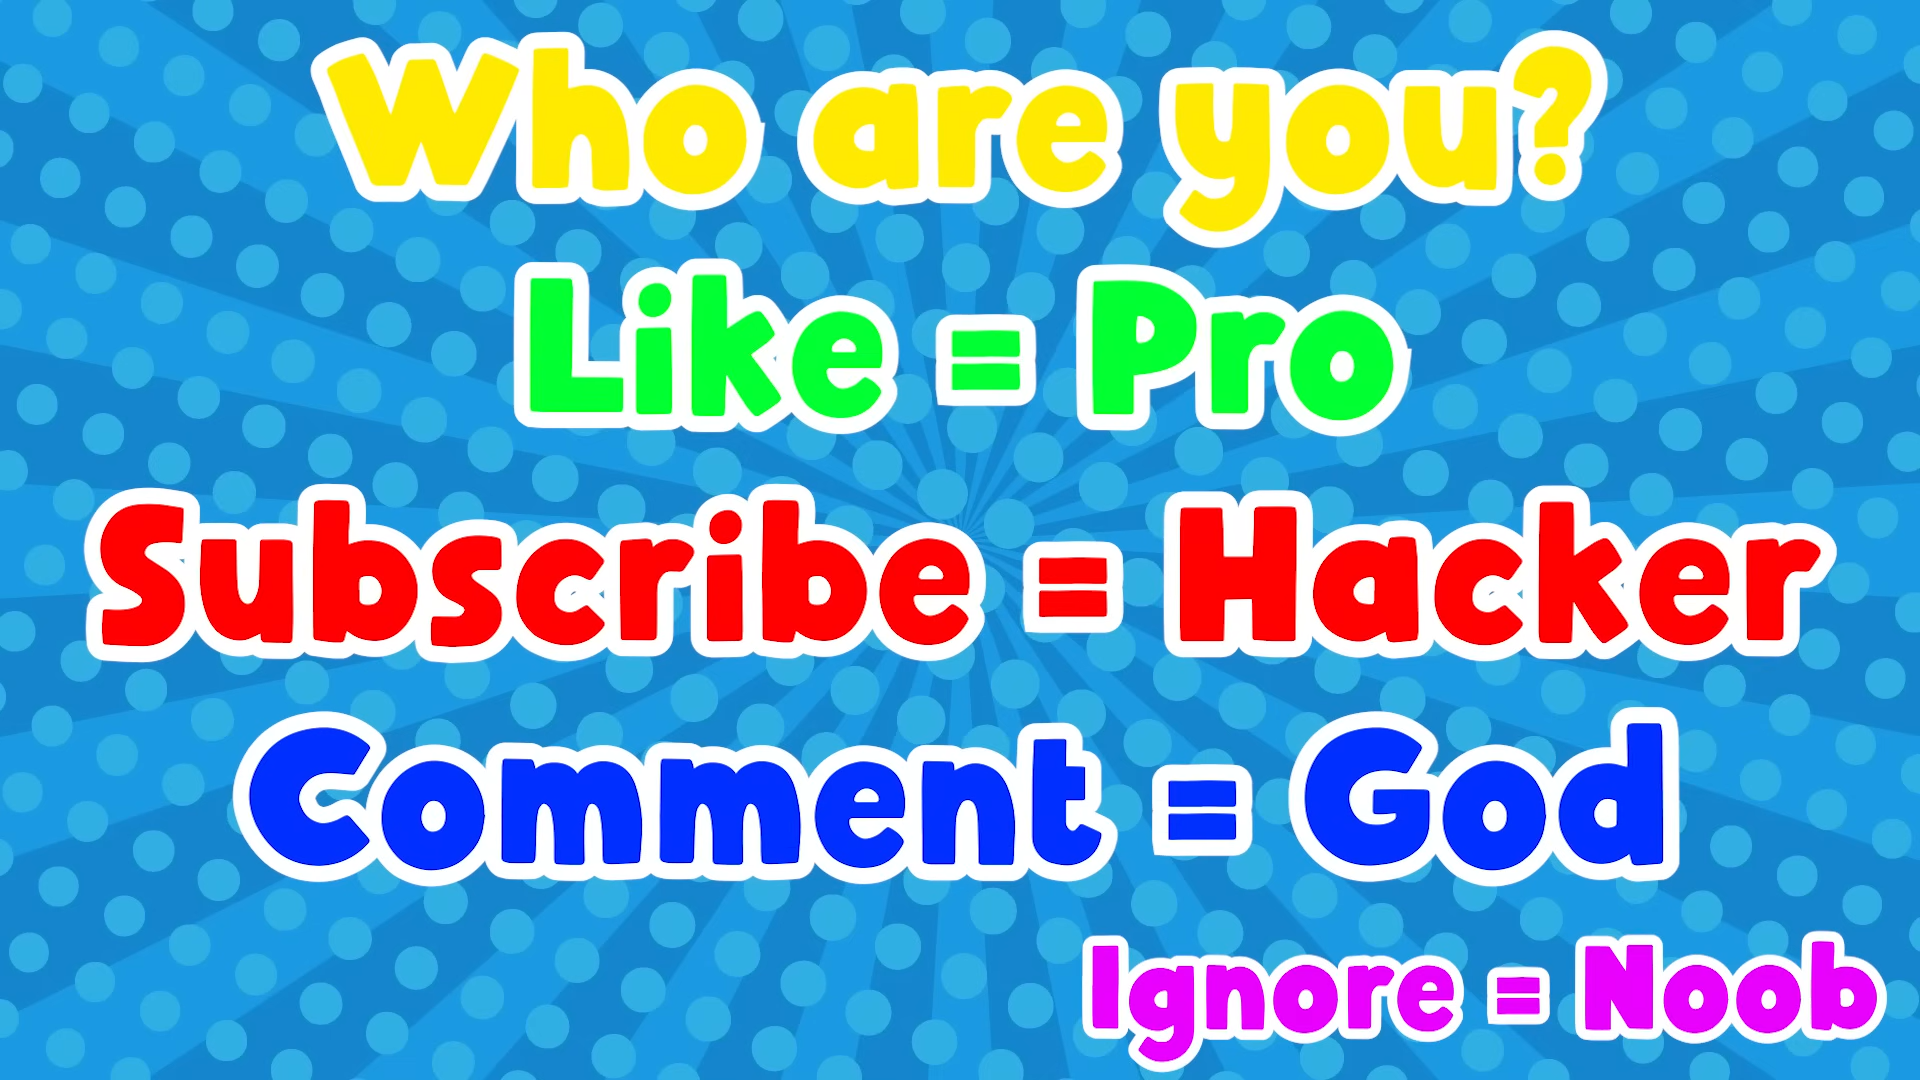 Who are you?
Like = Pro
Subscribe = Hacker
Comment = God
Ignore = Noob